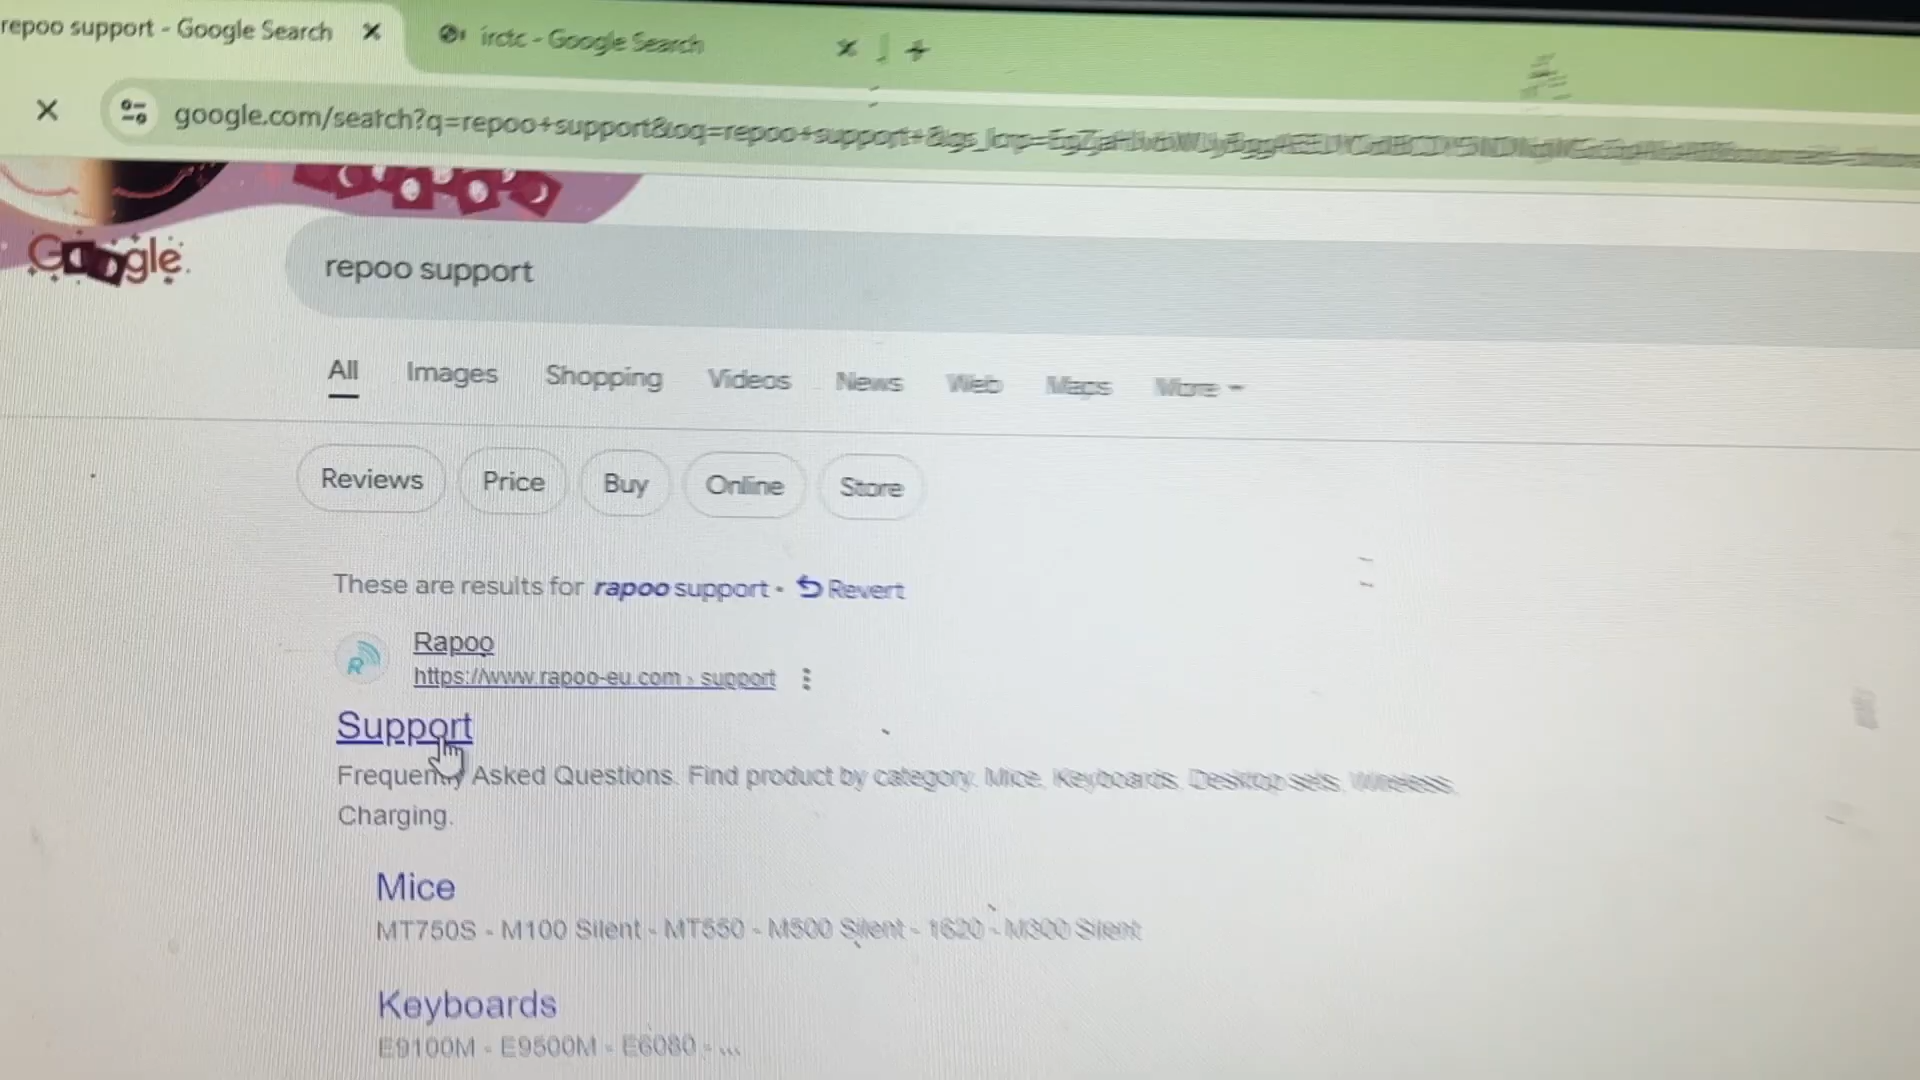 repoo support - Google Search
irctc - Google Search
google.com/search?q=repoo+support&oq=repoo+support+&gs_lcrp=
Google
repoo support
All Images Shopping Videos News Web Maps More
Reviews Price Buy Online Store
These are results for rapoo support · Revert
Rapoo
https://www.rapoo-eu.com › support
Support
Frequently Asked Questions. Find product by category. Mice. Keyboards. Desktop sets. Wireless.
Charging.
Mice
MT750S - M100 Silent - MT550 - M500 Silent - 1620 - M300 Silent
Keyboards
E9100M - E9500M - E6080 - ...